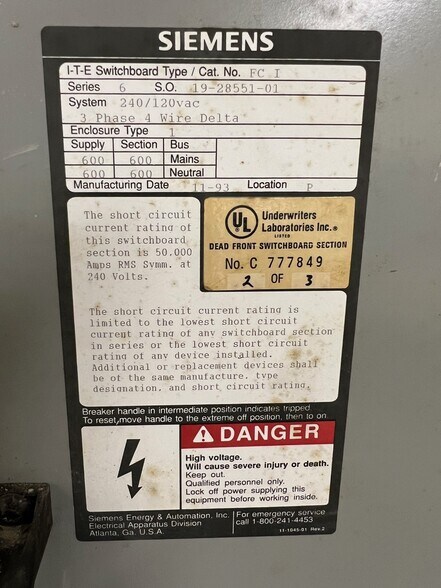 SIEMENS
I-T-E Switchboard Type / Cat. No. FC I
Series 6 S.O. 19-28551-01
System 240/120vac
3 Phase 4 Wire Delta
Enclosure Type 1
Supply Section Bus
600 600 Mains
600 600 Neutral
Manufacturing Date 11-93 Location P
The short circuit
current rating of
this switchboard
section is 50.000
Amps RMS Symm. at
240 Volts.
UL Underwriters
Laboratories Inc.®
LISTED
DEAD FRONT SWITCHBOARD SECTION
No. C 777849
2 OF 3
The short circuit current rating is
limited to the lowest short circuit
current rating of any switchboard section
in series or the lowest short circuit
rating of any device installed.
Additional or replacement devices shall
be of the same manufacture, type
designation, and short circuit rating.
Breaker handle in intermediate position indicates tripped.
To reset,move handle to the extreme off position, then to on.
DANGER
High voltage.
Will cause severe injury or death.
Keep out.
Qualified personnel only.
Lock off power supplying this
equipment before working inside.
Siemens Energy & Automation, Inc.
Electrical Apparatus Division
Atlanta, Ga. U.S.A.
For emergency service
call 1-800-241-4453
11-1045-01 Rev.2